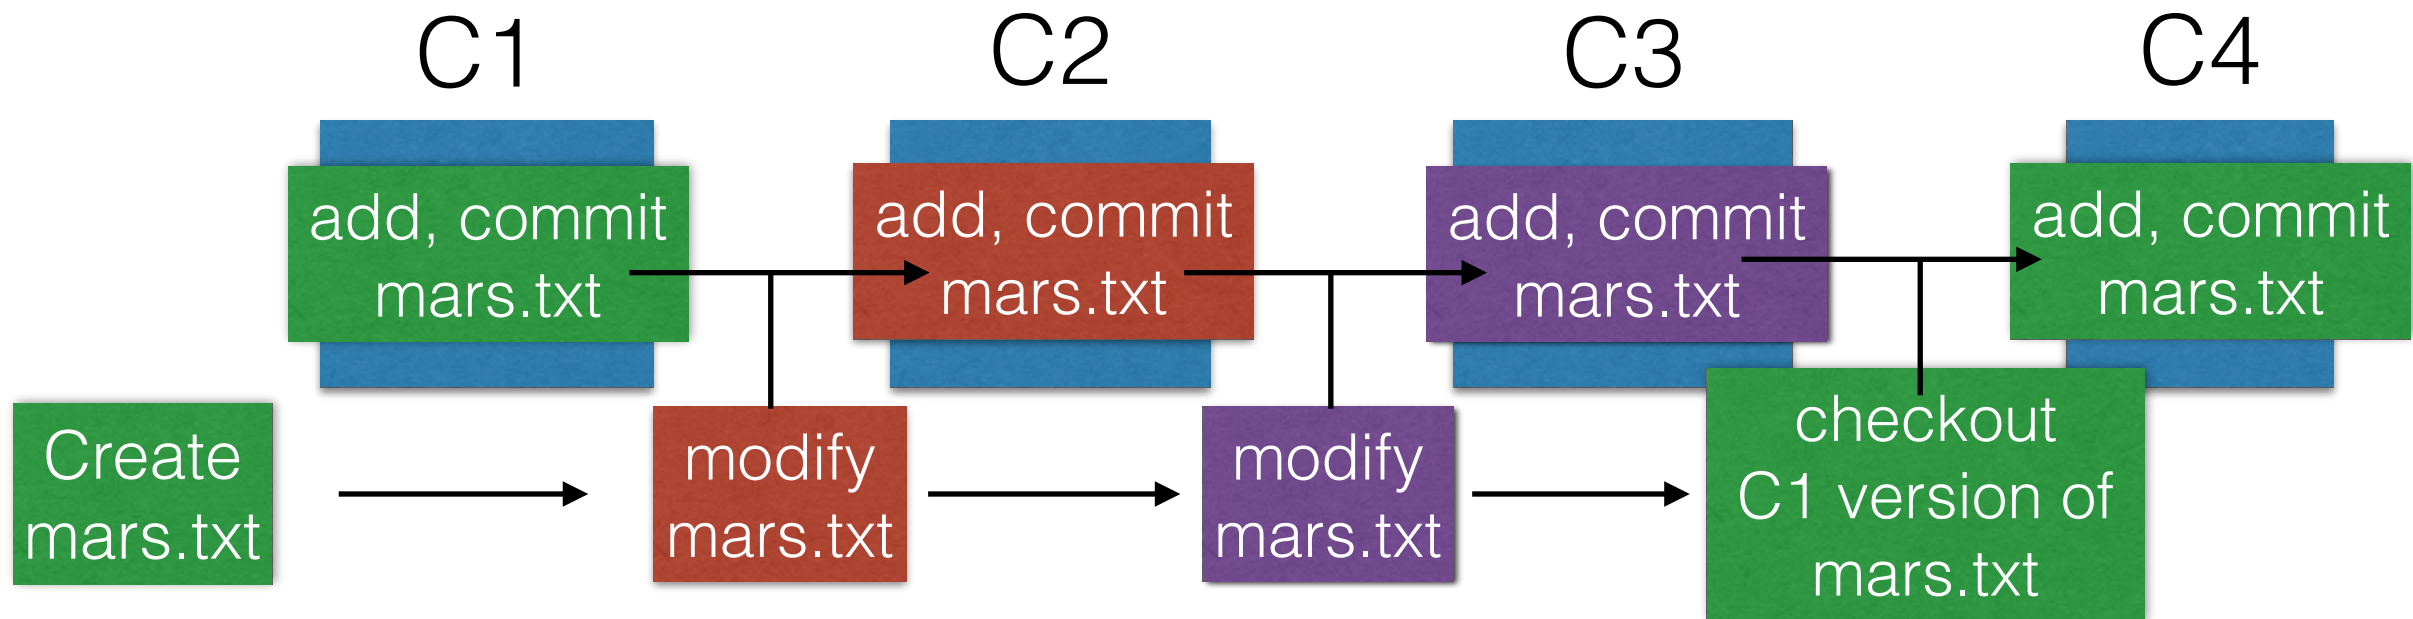 C1
C2
C3
C4
add, commit
mars.txt
add, commit
mars.txt
add, commit
mars.txt
add, commit
mars.txt
Create
mars.txt
modify
mars.txt
modify
mars.txt
checkout
C1 version of
mars.txt